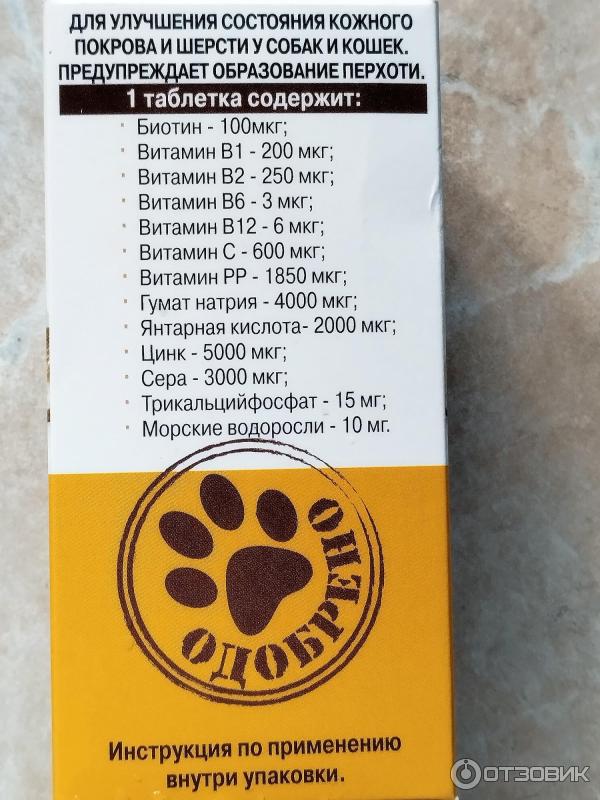 ДЛЯ УЛУЧШЕНИЯ СОСТОЯНИЯ КОЖНОГО
ПОКРОВА И ШЕРСТИ У СОБАК И КОШЕК.
ПРЕДУПРЕЖДАЕТ ОБРАЗОВАНИЕ ПЕРХОТИ.
1 таблетка содержит:
· Биотин - 100мкг;
· Витамин В1 - 200 мкг;
· Витамин В2 - 250 мкг;
· Витамин В6 - 3 мкг;
· Витамин В12 - 6 мкг;
· Витамин С - 600 мкг;
· Витамин РР - 1850 мкг;
· Гумат натрия - 4000 мкг;
· Янтарная кислота- 2000 мкг;
· Цинк - 5000 мкг;
· Сера - 3000 мкг;
· Трикальцийфосфат - 15 мг;
· Морские водоросли - 10 мг.
ОДОБРЕНО
Инструкция по применению
внутри упаковки.
ОТЗОВИК